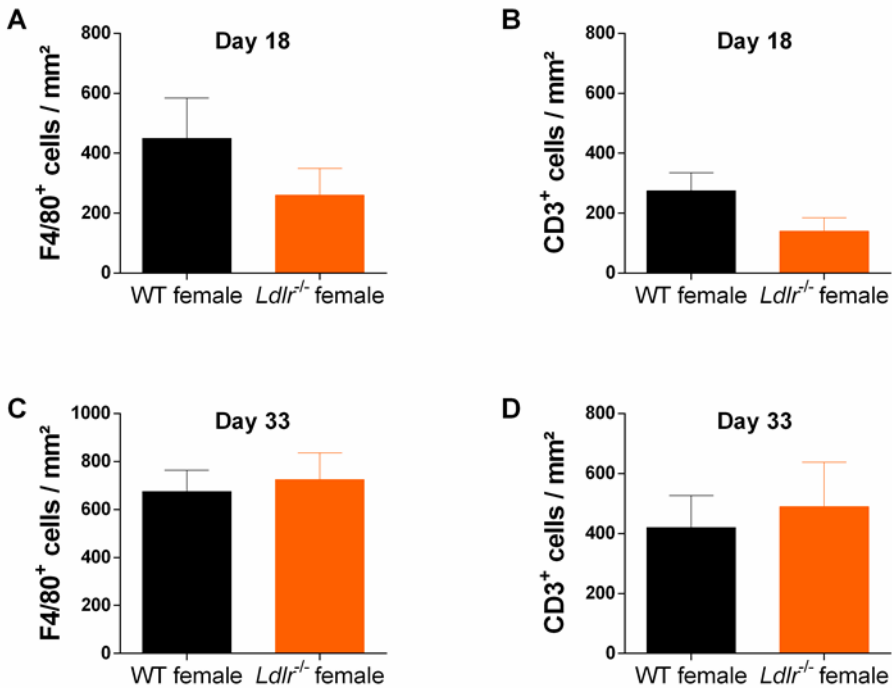 A
Day 18
F4/80⁺ cells / mm²
800
600
400
200
0
WT female
Ldlr⁻/⁻ female
B
Day 18
CD3⁺ cells / mm²
800
600
400
200
0
WT female
Ldlr⁻/⁻ female
C
Day 33
F4/80⁺ cells / mm²
1000
800
600
400
200
0
WT female
Ldlr⁻/⁻ female
D
Day 33
CD3⁺ cells / mm²
800
600
400
200
0
WT female
Ldlr⁻/⁻ female